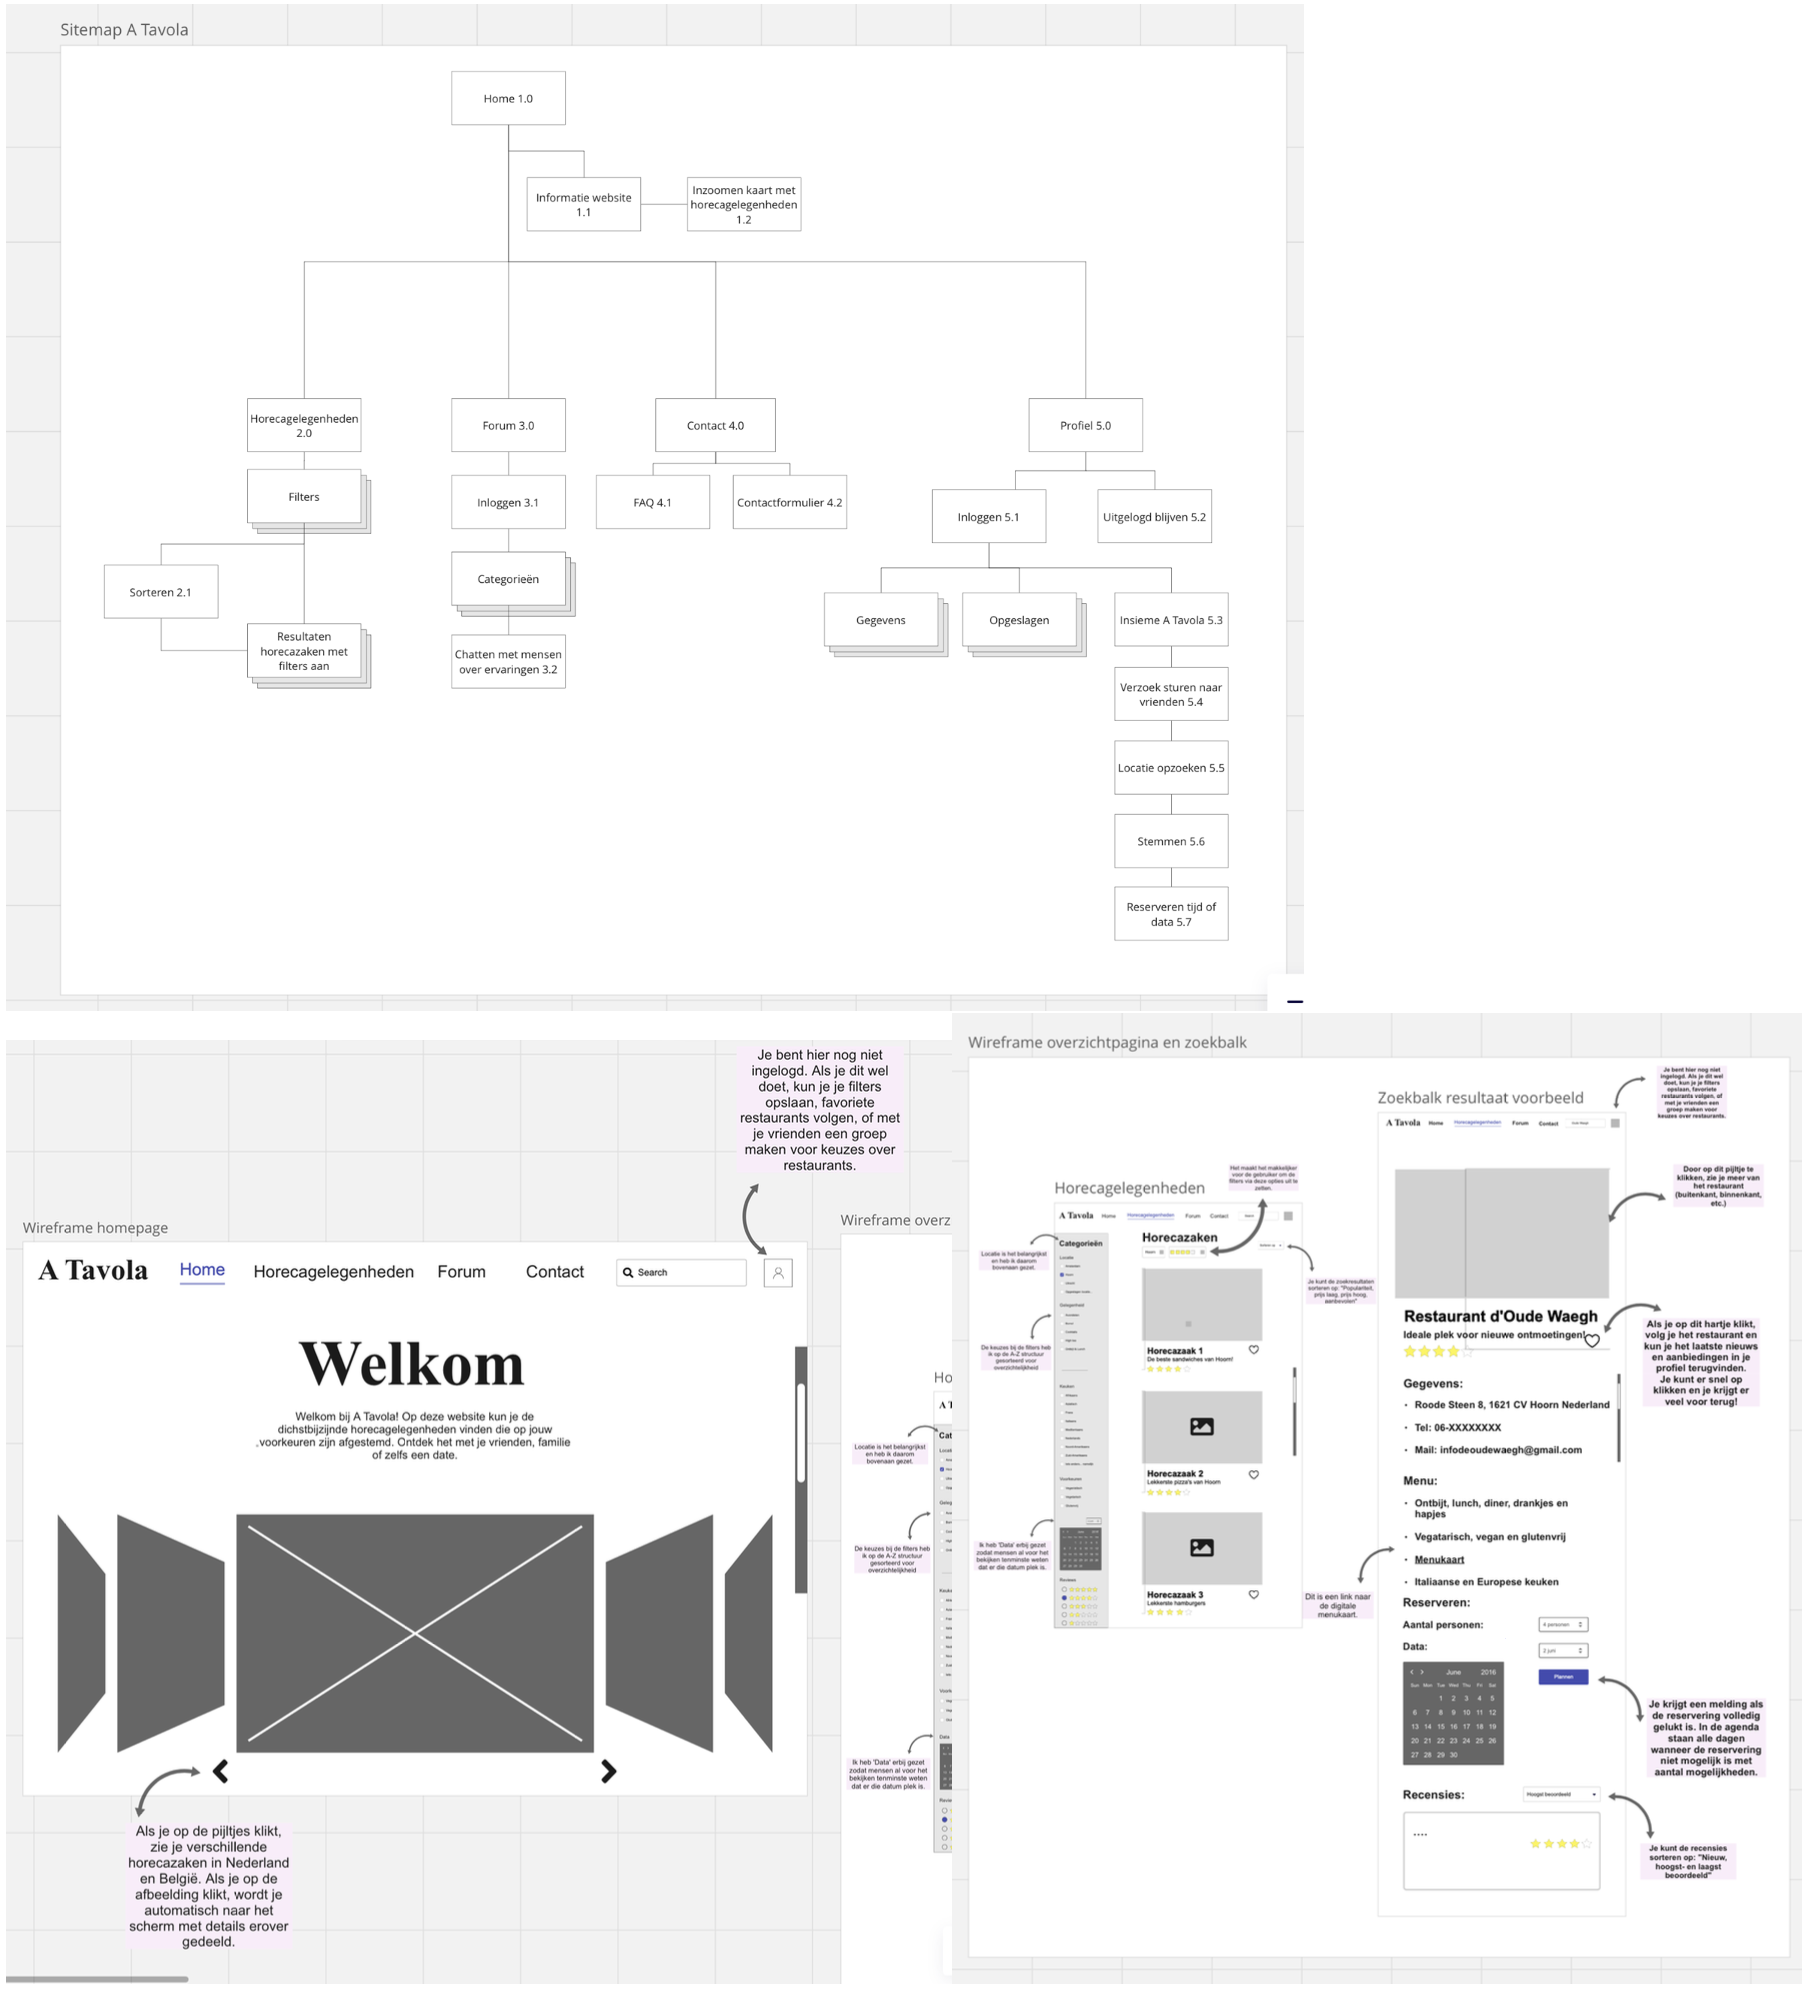 Sitemap A Tavola
Home 1.0
Informatie website
1.1
Inzoomen kaart met
horecagelegenheden
1.2
Horecagelegenheden
2.0
Forum 3.0
Contact 4.0
Profiel 5.0
Filters
Inloggen 3.1
FAQ 4.1
Contactformulier 4.2
Inloggen 5.1
Uitgelogd blijven 5.2
Sorteren 2.1
Categorieën
Gegevens
Opgeslagen
Insieme A Tavola 5.3
Resultaten
horecazaken met
filters aan
Chatten met mensen
over ervaringen 3.2
Verzoek sturen naar
vrienden 5.4
Locatie opzoeken 5.5
Stemmen 5.6
Reserveren tijd of
data 5.7
Je bent hier nog niet
ingelogd. Als je dit wel
doet, kun je je filters
opslaan, favoriete
restaurants volgen, of met
je vrienden een groep
maken voor keuzes over
restaurants.
Wireframe homepage
A Tavola
Home
Horecagelegenheden
Forum
Contact
Search
Welkom
Welkom bij A Tavola! Op deze website kun je de
dichstbijzijnde horecagelegenheden vinden die op jouw
voorkeuren zijn afgestemd. Ontdek het met je vrienden, familie
of zelfs een date.
Als je op de pijltjes klikt,
zie je verschillende
horecazaken in Nederland
en België. Als je op de
afbeelding klikt, wordt je
automatisch naar het
scherm met details erover
gedeeld.
Wireframe overz
Ho
A T
Cat
Locatie is het belangrijkst
en heb ik daarom
bovenaan gezet.
De keuzes bij de filters heb
ik op de A-Z structuur
gesorteerd voor
overzichtelijkheid
Ik heb 'Data' erbij gezet
zodat mensen al voor het
bekijken tenminste weten
dat er die datum plek is.
Data
Wireframe overzichtpagina en zoekbalk
Horecagelegenheden
A Tavola
Home
Horecagelegenheden
Forum
Contact
Het maakt het makkelijker
voor de gebruiker om de
filters via deze opties uit te
zetten.
Categorieën
Locatie
Hoorn
Gelegenheid
Keuken
Voorkeuren
Reviews
Horecazaken
Locatie is het belangrijkst
en heb ik daarom
bovenaan gezet.
De keuzes bij de filters heb
ik op de A-Z structuur
gesorteerd voor
overzichtelijkheid
Ik heb 'Data' erbij gezet
zodat mensen al voor het
bekijken tenminste weten
dat er die datum plek is.
Je kunt de zoekresultaten
sorteren op: "Populariteit,
prijs laag, prijs hoog,
aanbevolen"
Horecazaak 1
De beste sandwiches van Hoorn!
Horecazaak 2
Lekkerste pizza's van Hoorn
Horecazaak 3
Lekkerste hamburgers
Zoekbalk resultaat voorbeeld
A Tavola
Home
Horecagelegenheden
Forum
Contact
Oude Waegh
Je bent hier nog niet
ingelogd. Als je dit wel
doet, kun je je filters
opslaan, favoriete
restaurants volgen, of
met je vrienden een
groep maken voor
keuzes over restaurants.
Door op dit pijltje te
klikken, zie je meer van
het restaurant
(buitenkant, binnenkant,
etc.)
Restaurant d'Oude Waegh
Ideale plek voor nieuwe ontmoetingen!
Als je op dit hartje klikt,
volg je het restaurant en
kun je het laatste nieuws
en aanbiedingen in je
profiel terugvinden.
Je kunt er snel op
klikken en je krijgt er
veel voor terug!
Gegevens:
• Roode Steen 8, 1621 CV Hoorn Nederland
• Tel: 06-XXXXXXXX
• Mail: infodeoudewaegh@gmail.com
Menu:
• Ontbijt, lunch, diner, drankjes en
hapjes
• Vegatarisch, vegan en glutenvrij
• Menukaart
• Italiaanse en Europese keuken
Dit is een link naar
de digitale
menukaart.
Reserveren:
Aantal personen:
4 personen
Data:
2 juni
Plannen
June 2016
Sun Mon Tue Wed Thu Fri Sat
1 2 3 4 5
6 7 8 9 10 11 12
13 14 15 16 17 18 19
20 21 22 23 24 25 26
27 28 29 30
Je krijgt een melding als
de reservering volledig
gelukt is. In de agenda
staan alle dagen
wanneer de reservering
niet mogelijk is met
aantal mogelijkheden.
Recensies:
Hoogst beoordeeld
....
Je kunt de recensies
sorteren op: "Nieuw,
hoogst- en laagst
beoordeeld"